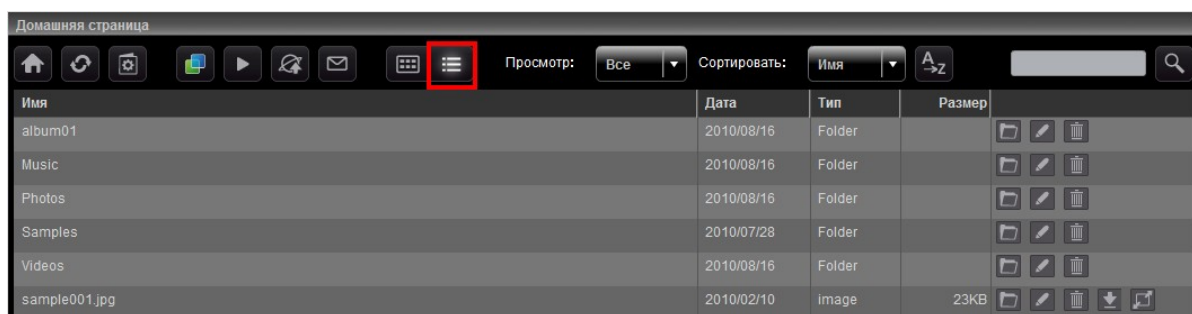 Домашняя страница
Просмотр: Все Сортировать: Имя A→Z
Имя Дата Тип Размер
album01 2010/08/16 Folder
Music 2010/08/16 Folder
Photos 2010/08/16 Folder
Samples 2010/07/28 Folder
Videos 2010/08/16 Folder
sample001.jpg 2010/02/10 image 23KB